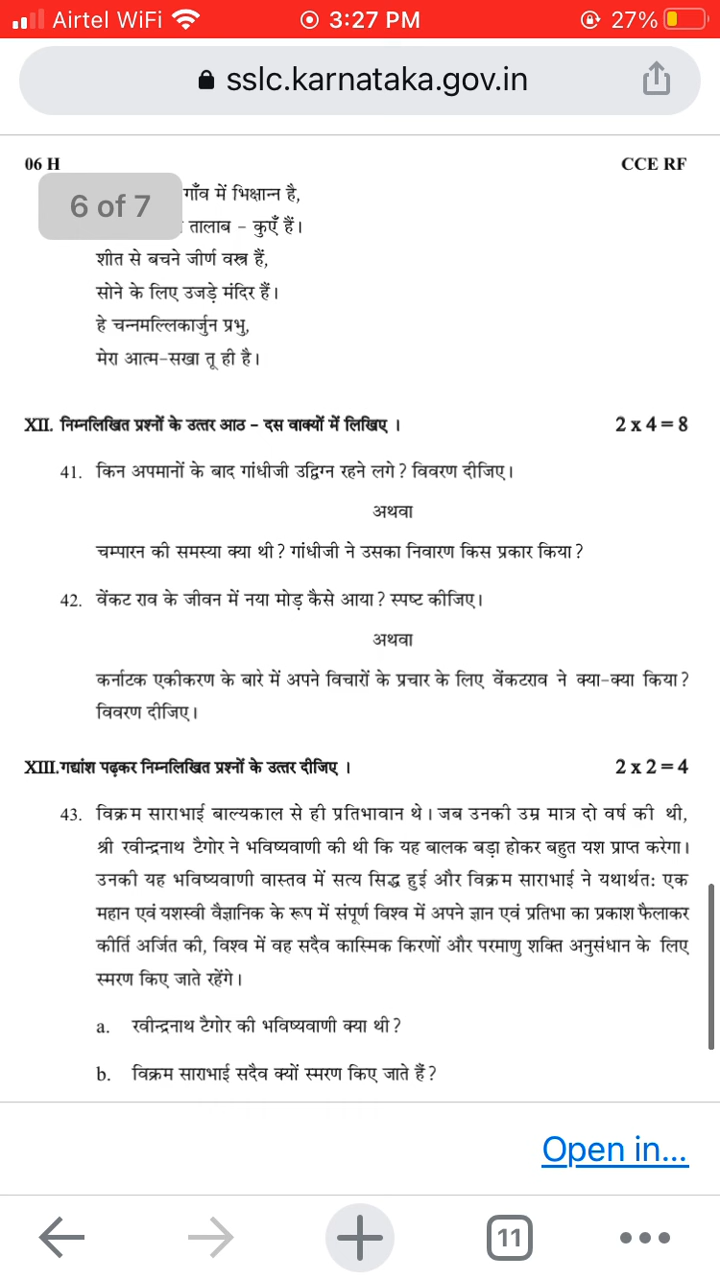 Airtel WiFi 3:27 PM 27%
sslc.karnataka.gov.in
06 H CCE RF
6 of 7 गाँव में भिक्षान्न है,
तालाब - कुएँ हैं।
शीत से बचने जीर्ण वस्त्र हैं,
सोने के लिए उजड़े मंदिर हैं।
हे चन्नमल्लिकार्जुन प्रभु,
मेरा आत्म-सखा तू ही है।
XII. निम्नलिखित प्रश्नों के उत्तर आठ - दस वाक्यों में लिखिए । 2 x 4 = 8
41. किन अपमानों के बाद गांधीजी उद्विग्न रहने लगे ? विवरण दीजिए।
अथवा
चम्पारन की समस्या क्या थी ? गांधीजी ने उसका निवारण किस प्रकार किया ?
42. वेंकट राव के जीवन में नया मोड़ कैसे आया ? स्पष्ट कीजिए।
अथवा
कर्नाटक एकीकरण के बारे में अपने विचारों के प्रचार के लिए वेंकटराव ने क्या-क्या किया ?
विवरण दीजिए।
XIII. गद्यांश पढ़कर निम्नलिखित प्रश्नों के उत्तर दीजिए । 2 x 2 = 4
43. विक्रम साराभाई बाल्यकाल से ही प्रतिभावान थे। जब उनकी उम्र मात्र दो वर्ष की थी,
श्री रवीन्द्रनाथ टैगोर ने भविष्यवाणी की थी कि यह बालक बड़ा होकर बहुत यश प्राप्त करेगा।
उनकी यह भविष्यवाणी वास्तव में सत्य सिद्ध हुई और विक्रम साराभाई ने यथार्थत: एक
महान एवं यशस्वी वैज्ञानिक के रूप में संपूर्ण विश्व में अपने ज्ञान एवं प्रतिभा का प्रकाश फैलाकर
कीर्ति अर्जित की, विश्व में वह सदैव कास्मिक किरणों और परमाणु शक्ति अनुसंधान के लिए
स्मरण किए जाते रहेंगे।
a. रवीन्द्रनाथ टैगोर की भविष्यवाणी क्या थी ?
b. विक्रम साराभाई सदैव क्यों स्मरण किए जाते हैं ?
Open in...
11